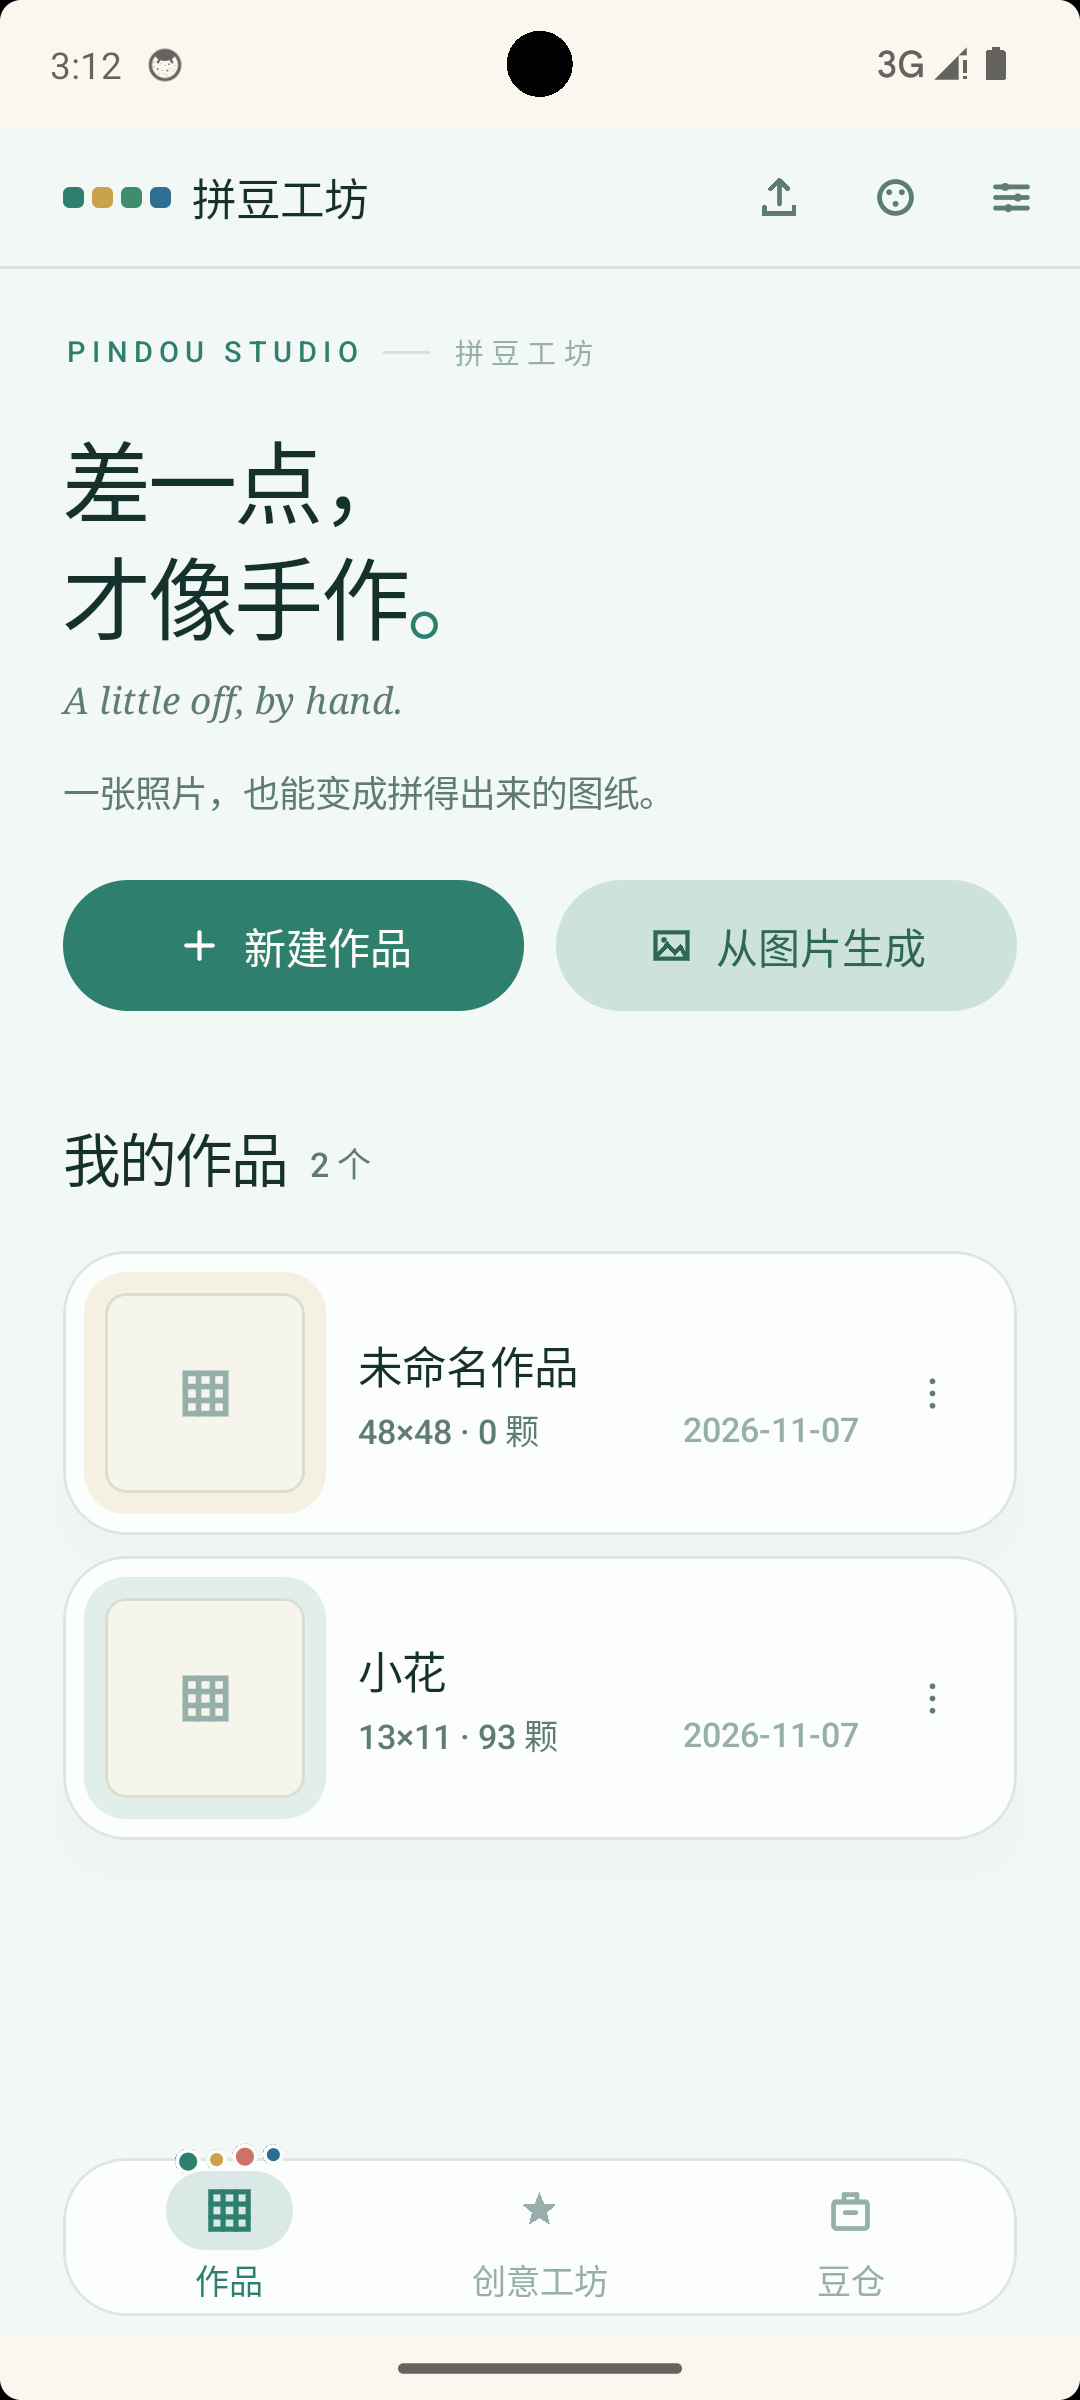 3:12
3G
拼豆工坊
PINDOU STUDIO — 拼豆工坊
差一点，
才像手作。
A little off, by hand.
一张照片，也能变成拼得出来的图纸。
新建作品
从图片生成
我的作品 2 个
未命名作品
48×48 · 0 颗 2026-11-07
小花
13×11 · 93 颗 2026-11-07
作品
创意工坊
豆仓